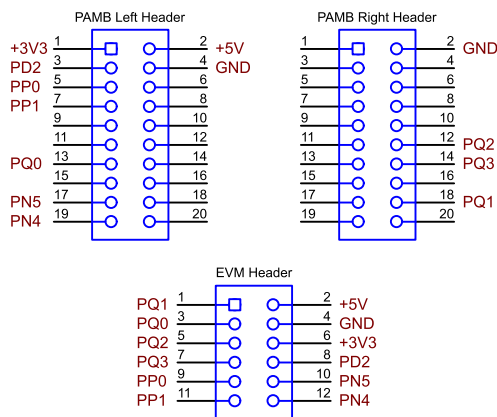 PAMB Left Header PAMB Right Header
+3V3 1 2 +5V 1 2 GND
PD2 3 4 GND 3 4
PP0 5 6 5 6
PP1 7 8 7 8
9 10 9 10
11 12 11 12 PQ2
PQ0 13 14 13 14 PQ3
15 16 15 16
PN5 17 18 17 18 PQ1
PN4 19 20 19 20
EVM Header
PQ1 1 2 +5V
PQ0 3 4 GND
PQ2 5 6 +3V3
PQ3 7 8 PD2
PP0 9 10 PN5
PP1 11 12 PN4